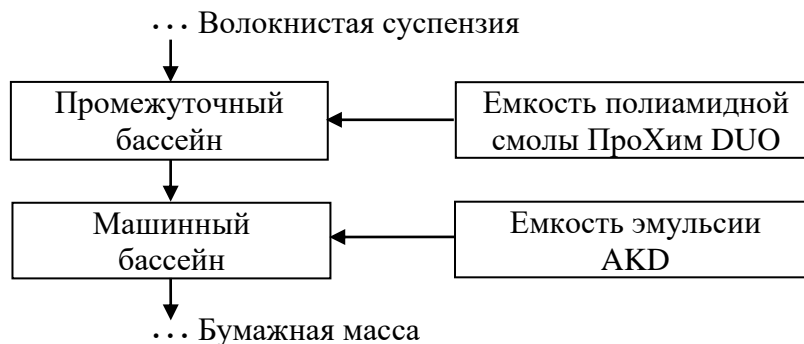 … Волокнистая суспензия
Промежуточный
бассейн
Емкость полиамидной
смолы ПроХим DUO
Машинный
бассейн
Емкость эмульсии
AKD
… Бумажная масса